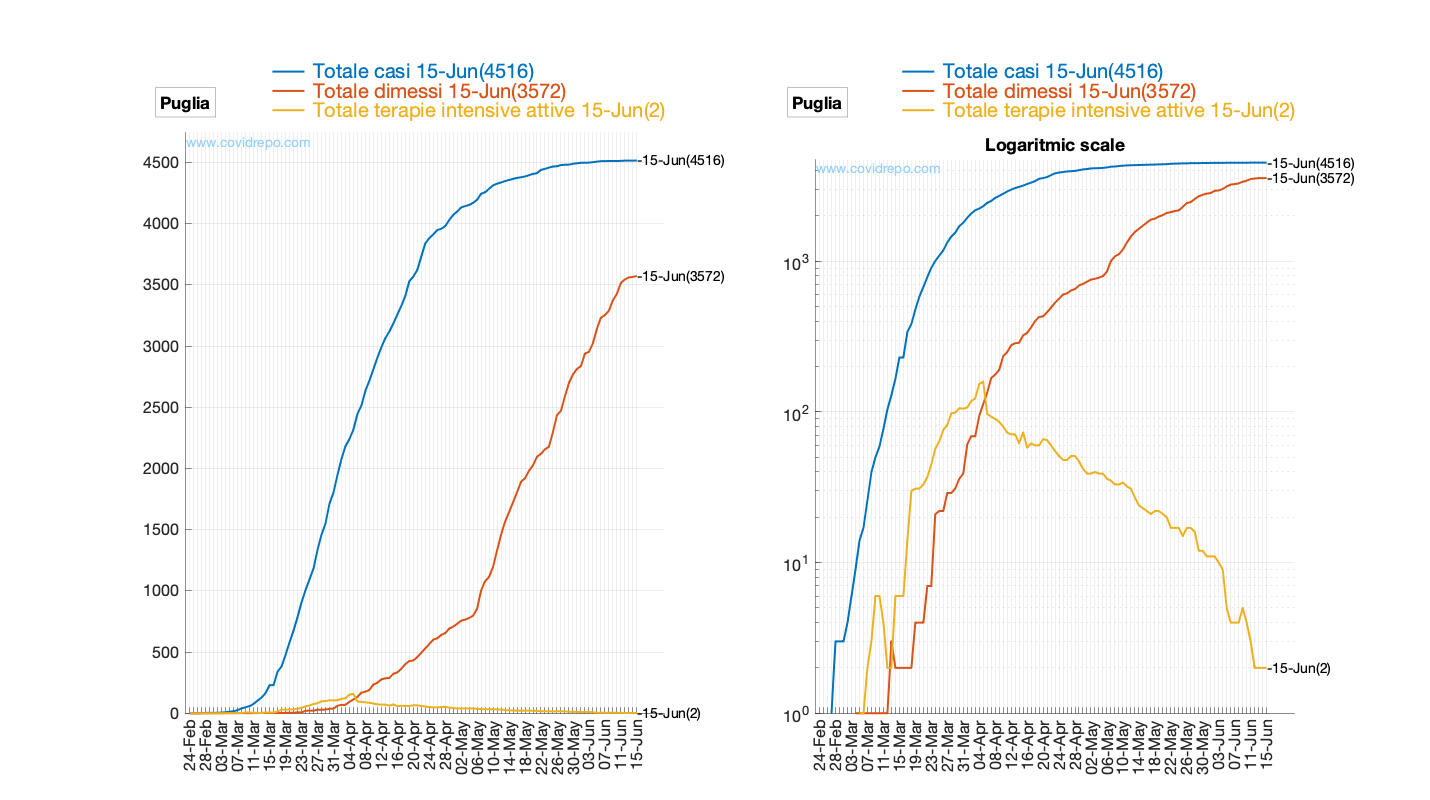 Totale casi 15-Jun(4516)
Totale dimessi 15-Jun(3572)
Totale terapie intensive attive 15-Jun(2)
Puglia
www.covidrepo.com
4500
4000
3500
3000
2500
2000
1500
1000
500
0
-15-Jun(4516)
-15-Jun(3572)
-15-Jun(2)
24-Feb
28-Feb
03-Mar
07-Mar
11-Mar
15-Mar
19-Mar
23-Mar
27-Mar
31-Mar
04-Apr
08-Apr
12-Apr
16-Apr
20-Apr
24-Apr
28-Apr
02-May
06-May
10-May
14-May
18-May
22-May
26-May
30-May
03-Jun
07-Jun
11-Jun
15-Jun
Totale casi 15-Jun(4516)
Totale dimessi 15-Jun(3572)
Totale terapie intensive attive 15-Jun(2)
Puglia
Logaritmic scale
www.covidrepo.com
10^3
10^2
10^1
10^0
-15-Jun(4516)
-15-Jun(3572)
-15-Jun(2)
24-Feb
28-Feb
03-Mar
07-Mar
11-Mar
15-Mar
19-Mar
23-Mar
27-Mar
31-Mar
04-Apr
08-Apr
12-Apr
16-Apr
20-Apr
24-Apr
28-Apr
02-May
06-May
10-May
14-May
18-May
22-May
26-May
30-May
03-Jun
07-Jun
11-Jun
15-Jun